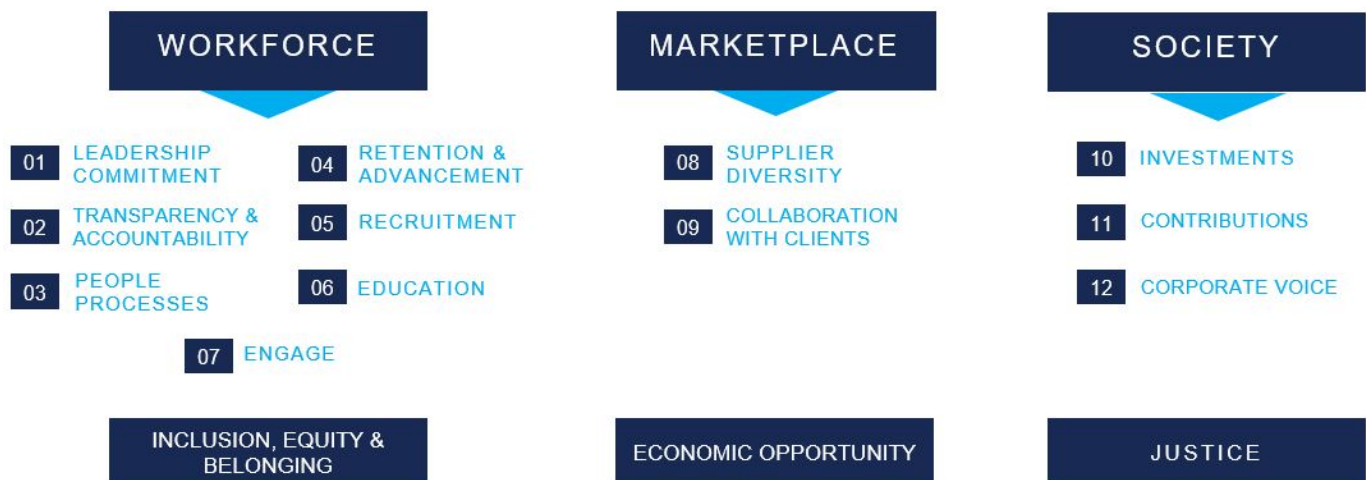 WORKFORCE
01
LEADERSHIP
COMMITMENT
02
TRANSPARENCY &
ACCOUNTABILITY
03
PEOPLE
PROCESSES
04
RETENTION &
ADVANCEMENT
05
RECRUITMENT
06
EDUCATION
07
ENGAGE
INCLUSION, EQUITY &
BELONGING
MARKETPLACE
08
SUPPLIER
DIVERSITY
09
COLLABORATION
WITH CLIENTS
ECONOMIC OPPORTUNITY
SOCIETY
10
INVESTMENTS
11
CONTRIBUTIONS
12
CORPORATE VOICE
JUSTICE